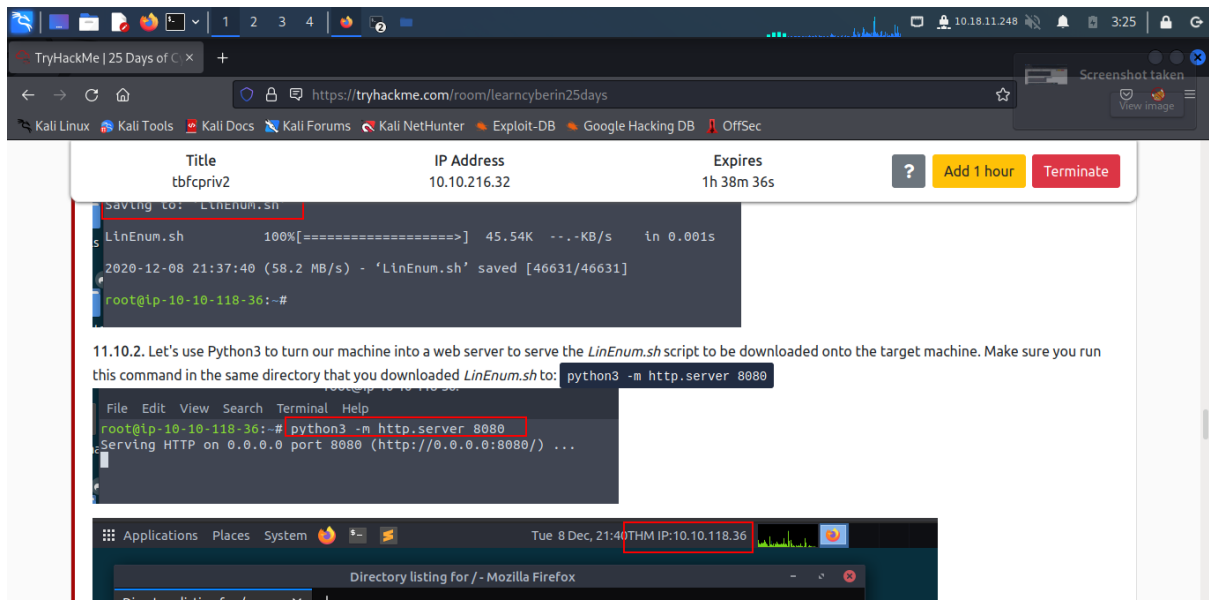 1 2 3 4 2 10.18.11.248 3:25
TryHackMe | 25 Days of C
Screenshot taken
View image
https://tryhackme.com/room/learncyberin25days
Kali Linux Kali Tools Kali Docs Kali Forums Kali NetHunter Exploit-DB Google Hacking DB OffSec
Title IP Address Expires
tbfcpriv2 10.10.216.32 1h 38m 36s
? Add 1 hour Terminate
Saving to: ‘LinEnum.sh’
LinEnum.sh 100%[===================>] 45.54K --.-KB/s in 0.001s
2020-12-08 21:37:40 (58.2 MB/s) - ‘LinEnum.sh’ saved [46631/46631]
root@ip-10-10-118-36:~#
11.10.2. Let's use Python3 to turn our machine into a web server to serve the LinEnum.sh script to be downloaded onto the target machine. Make sure you run
this command in the same directory that you downloaded LinEnum.sh to: python3 -m http.server 8080
File Edit View Search Terminal Help
root@ip-10-10-118-36:~# python3 -m http.server 8080
Serving HTTP on 0.0.0.0 port 8080 (http://0.0.0.0:8080/) ...
Applications Places System Tue 8 Dec, 21:40 THM IP:10.10.118.36
Directory listing for / - Mozilla Firefox